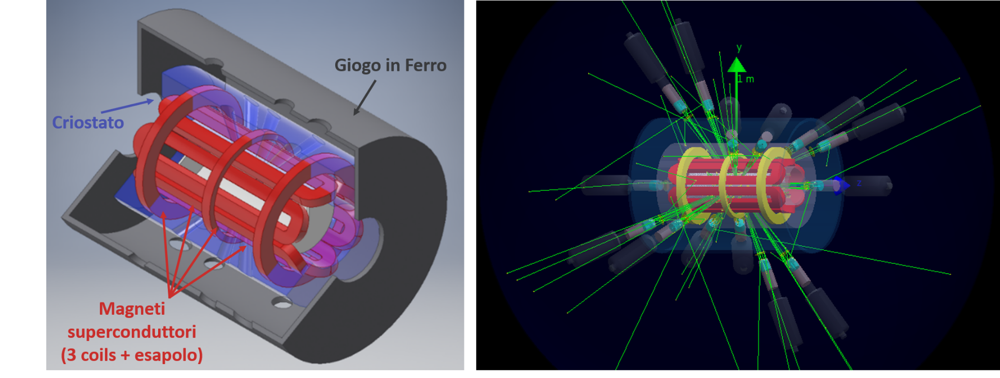 Giogo in Ferro
Criostato
Magneti
superconduttori
(3 coils + esapolo)
y
1 m
z